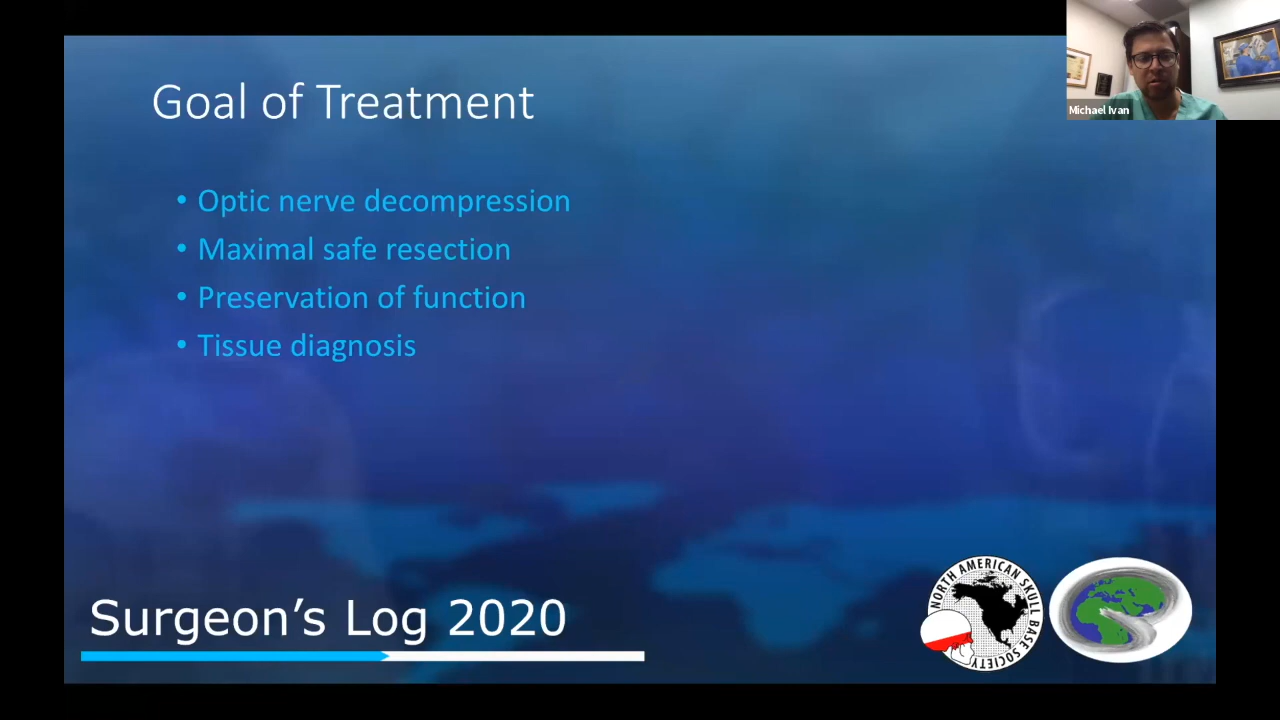 Goal of Treatment
Michael Ivan
• Optic nerve decompression
• Maximal safe resection
• Preservation of function
• Tissue diagnosis
Surgeon's Log 2020
NORTH AMERICAN SKULL BASE SOCIETY